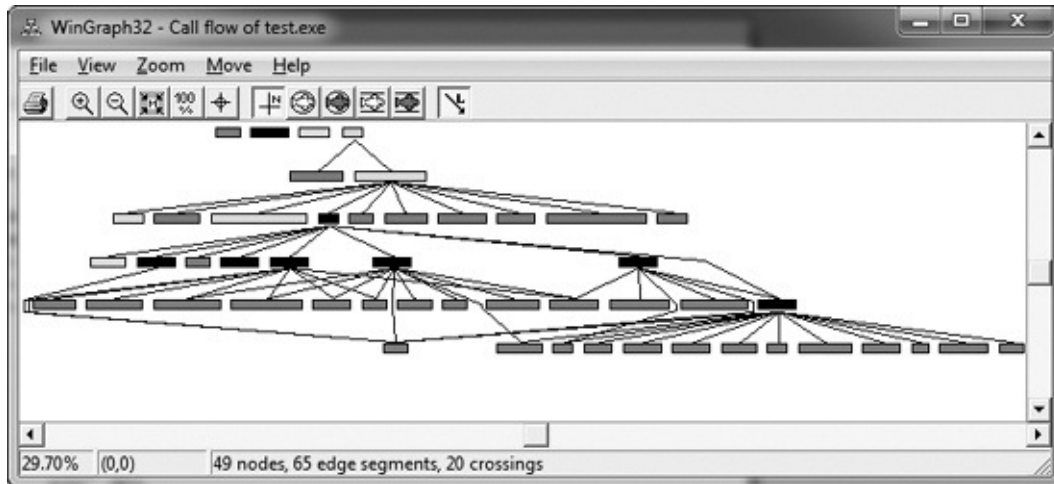 WinGraph32 - Call flow of test.exe
File View Zoom Move Help
100
%
N
29.70% (0,0) 49 nodes, 65 edge segments, 20 crossings